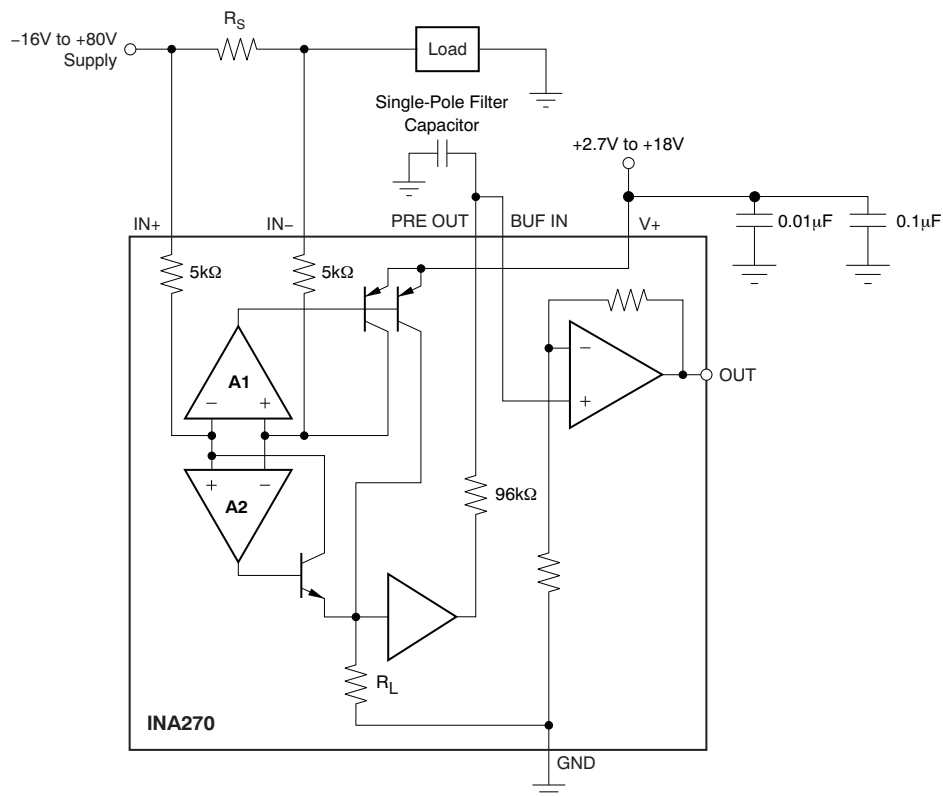 R_S
−16V to +80V
Supply
Load
Single-Pole Filter
Capacitor
+2.7V to +18V
0.01μF
0.1μF
IN+
IN−
PRE OUT
BUF IN
V+
5kΩ
5kΩ
A1
− +
−
+
OUT
+ −
A2
96kΩ
R_L
INA270
GND